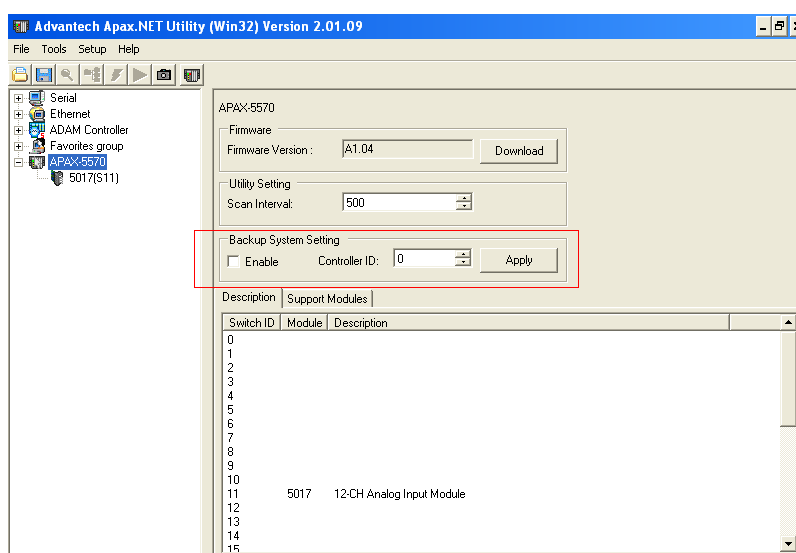 Advantech Apax.NET Utility (Win32) Version 2.01.09
File Tools Setup Help
Serial
Ethernet
ADAM Controller
Favorites group
APAX-5570
5017(S11)
APAX-5570
Firmware
Firmware Version : A1.04 Download
Utility Setting
Scan Interval: 500
Backup System Setting
Enable Controller ID: 0 Apply
Description Support Modules
Switch ID Module Description
0
1
2
3
4
5
6
7
8
9
10
11 5017 12-CH Analog Input Module
12
13
14
15